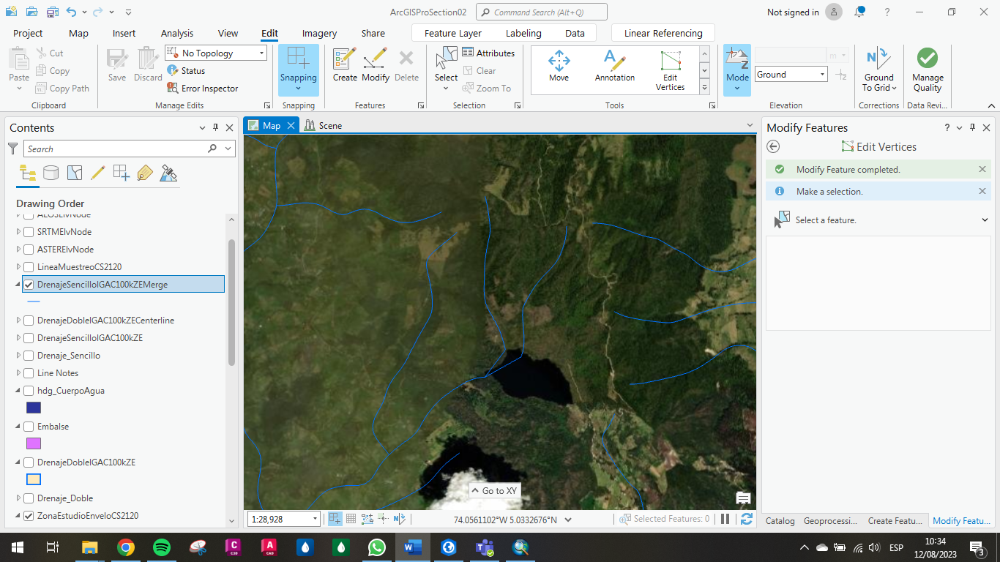 ArcGISProSection02
Command Search (Alt+Q)
Not signed in
?
Project
Map
Insert
Analysis
View
Edit
Imagery
Share
Feature Layer
Labeling
Data
Linear Referencing
Paste
Cut
Copy
Copy Path
Clipboard
Save
Discard
No Topology
Status
Error Inspector
Manage Edits
Snapping
Snapping
Create
Modify
Delete
Features
Select
Attributes
Clear
Zoom To
Selection
Move
Annotation
Edit
Vertices
Tools
Mode
m
Ground
Elevation
Ground
To Grid
Corrections
Manage
Quality
Data Revi...
Contents
Search
Drawing Order
ALOSElvNode
SRTMElvNode
ASTERElvNode
LineaMuestreoCS2120
DrenajeSencilloIGAC100kZEMerge
DrenajeDobleIGAC100kZECenterline
DrenajeSencilloIGAC100kZE
Drenaje_Sencillo
Line Notes
hdg_CuerpoAgua
Embalse
DrenajeDobleIGAC100kZE
Drenaje_Doble
ZonaEstudioEnveloCS2120
Map
Scene
Go to XY
1:28,928
74.0561102°W 5.0332676°N
Selected Features: 0
Modify Features
?
Edit Vertices
Modify Feature completed.
Make a selection.
Select a feature.
Catalog
Geoprocessi...
Create Featu...
Modify Featu...
ESP
10:34
12/08/2023
3